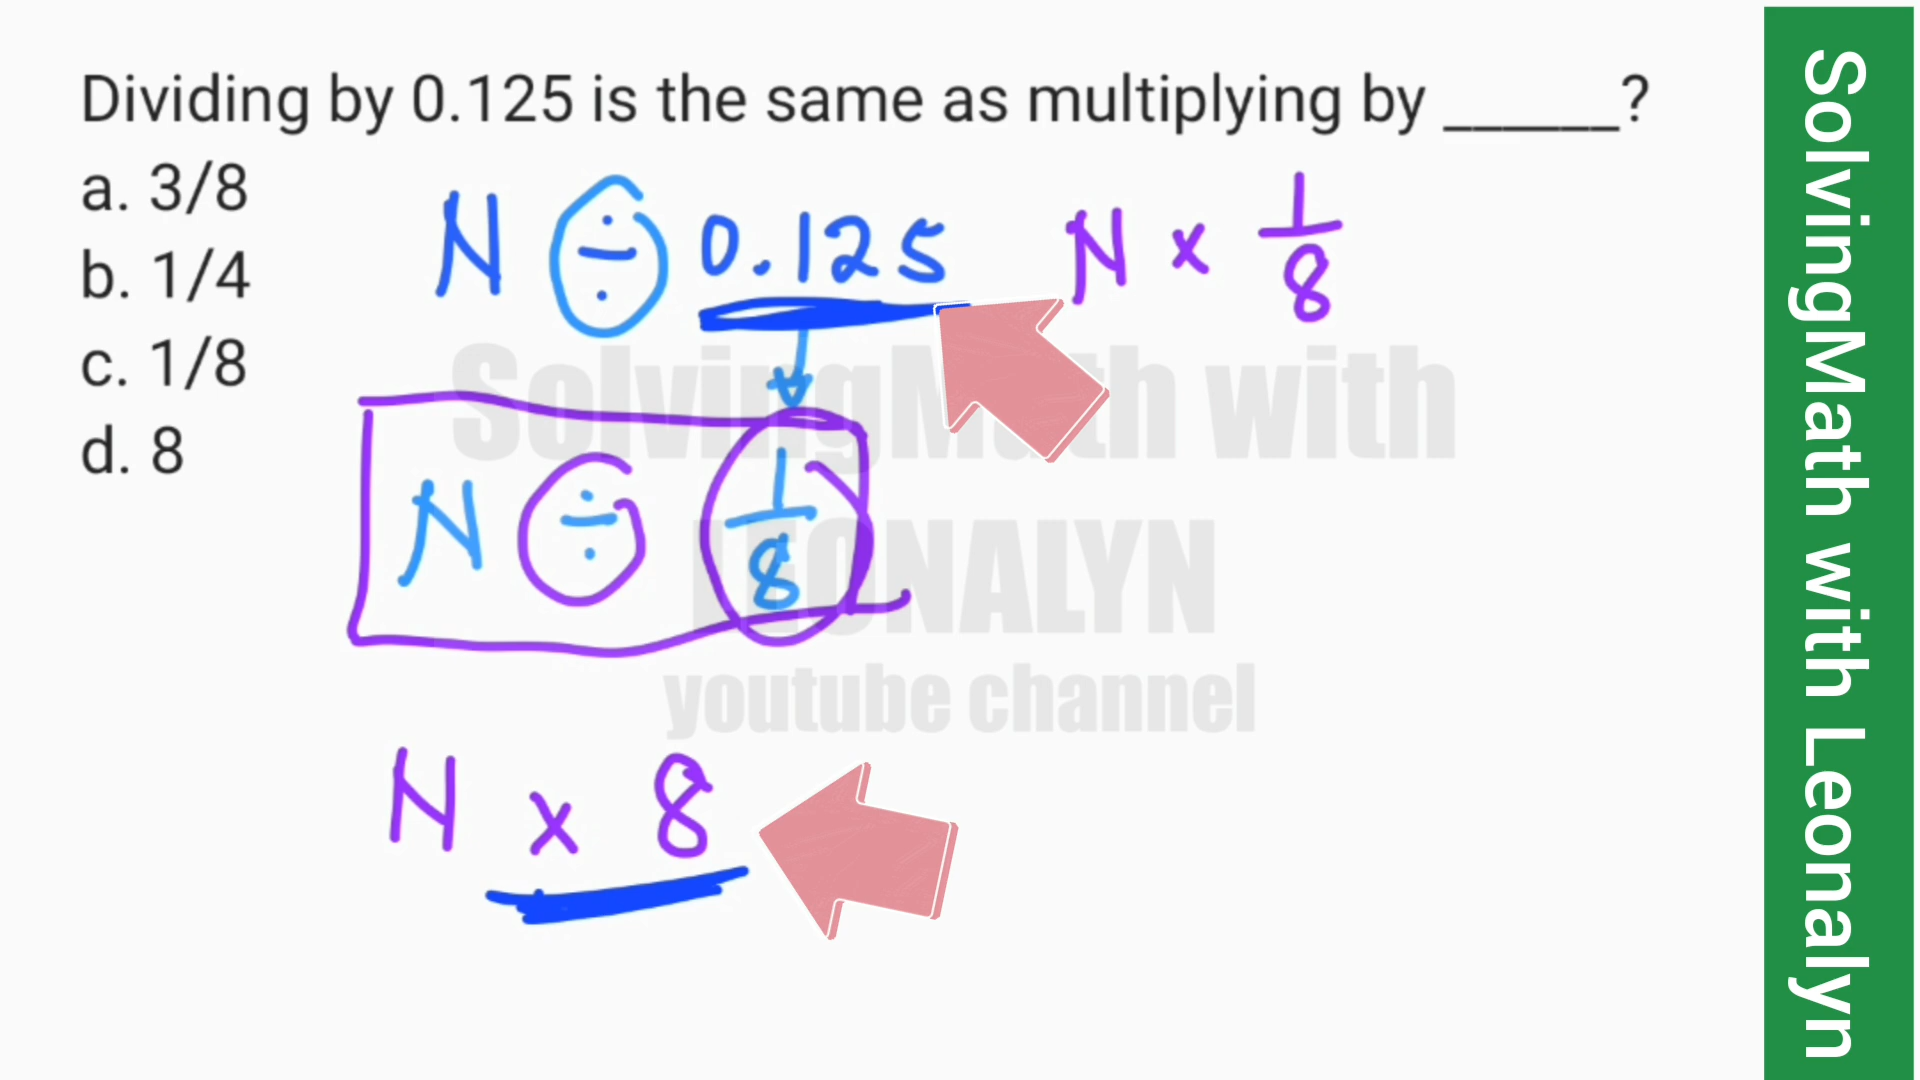 Dividing by 0.125 is the same as multiplying by ______?
a. 3/8
b. 1/4
c. 1/8
d. 8
N ÷ 0.125
N × 1/8
N ÷ 1/8
N × 8
SolvingMath with
LEONALYN
youtube channel
SolvingMath with Leonalyn